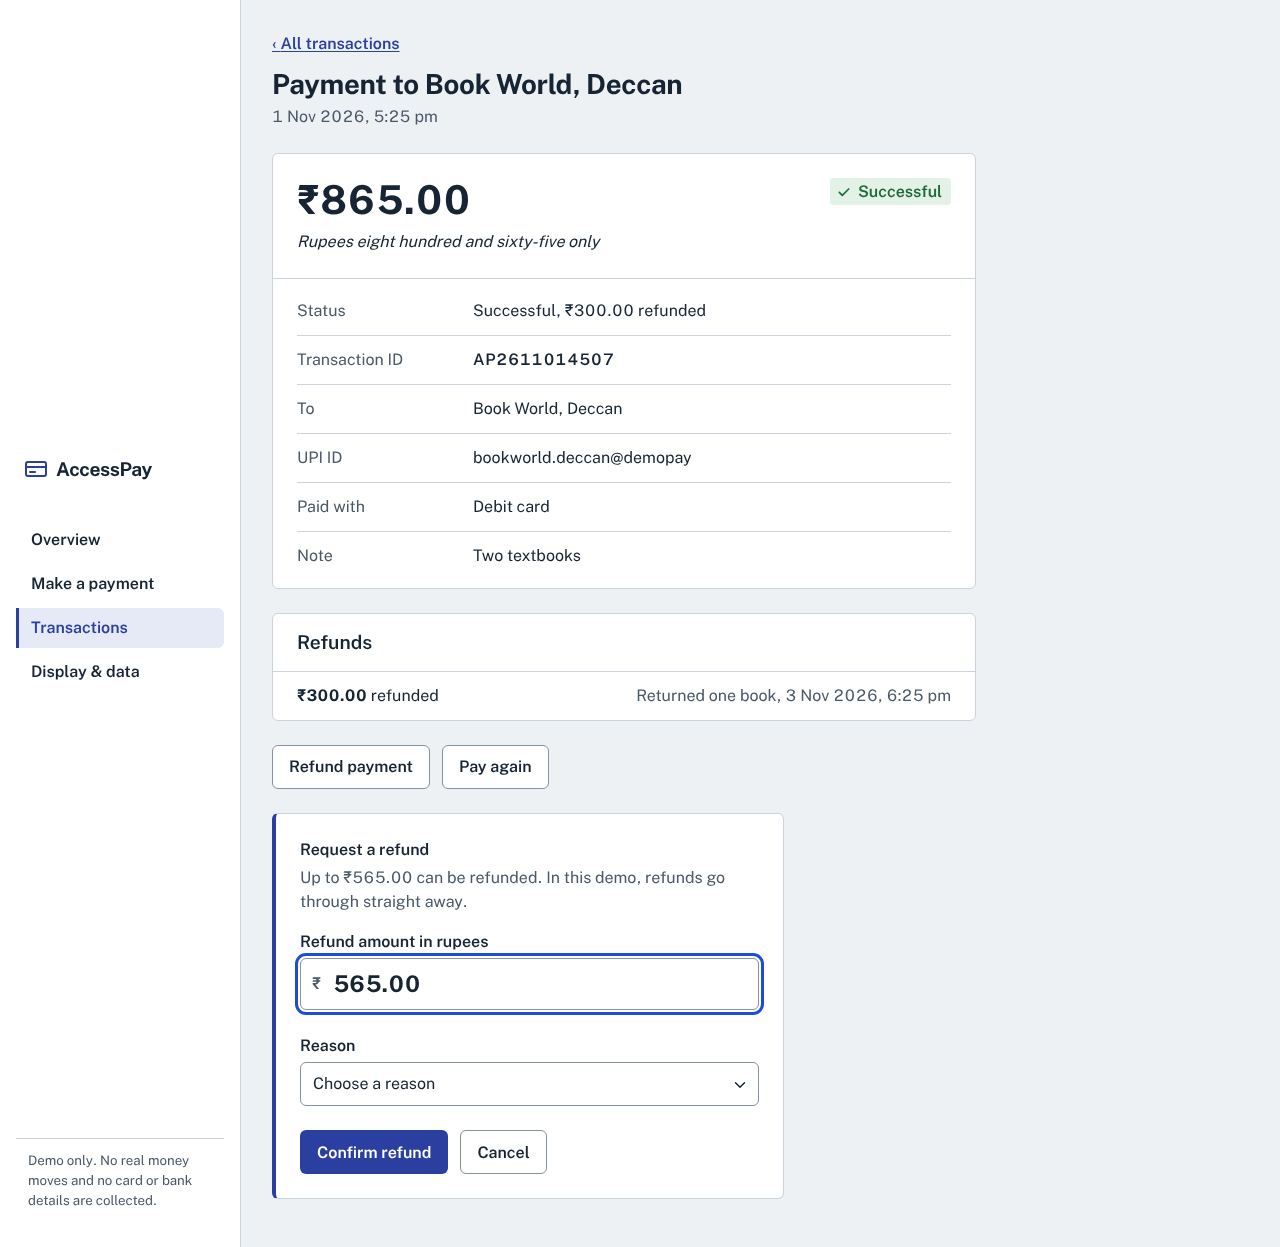 AccessPay
Overview
Make a payment
Transactions
Display & data
Demo only. No real money
moves and no card or bank
details are collected.
‹ All transactions
Payment to Book World, Deccan
1 Nov 2026, 5:25 pm
₹865.00
Successful
Rupees eight hundred and sixty-five only
Status Successful, ₹300.00 refunded
Transaction ID AP2611014507
To Book World, Deccan
UPI ID bookworld.deccan@demopay
Paid with Debit card
Note Two textbooks
Refunds
₹300.00 refunded Returned one book, 3 Nov 2026, 6:25 pm
Refund payment Pay again
Request a refund
Up to ₹565.00 can be refunded. In this demo, refunds go
through straight away.
Refund amount in rupees
₹ 565.00
Reason
Choose a reason
Confirm refund Cancel